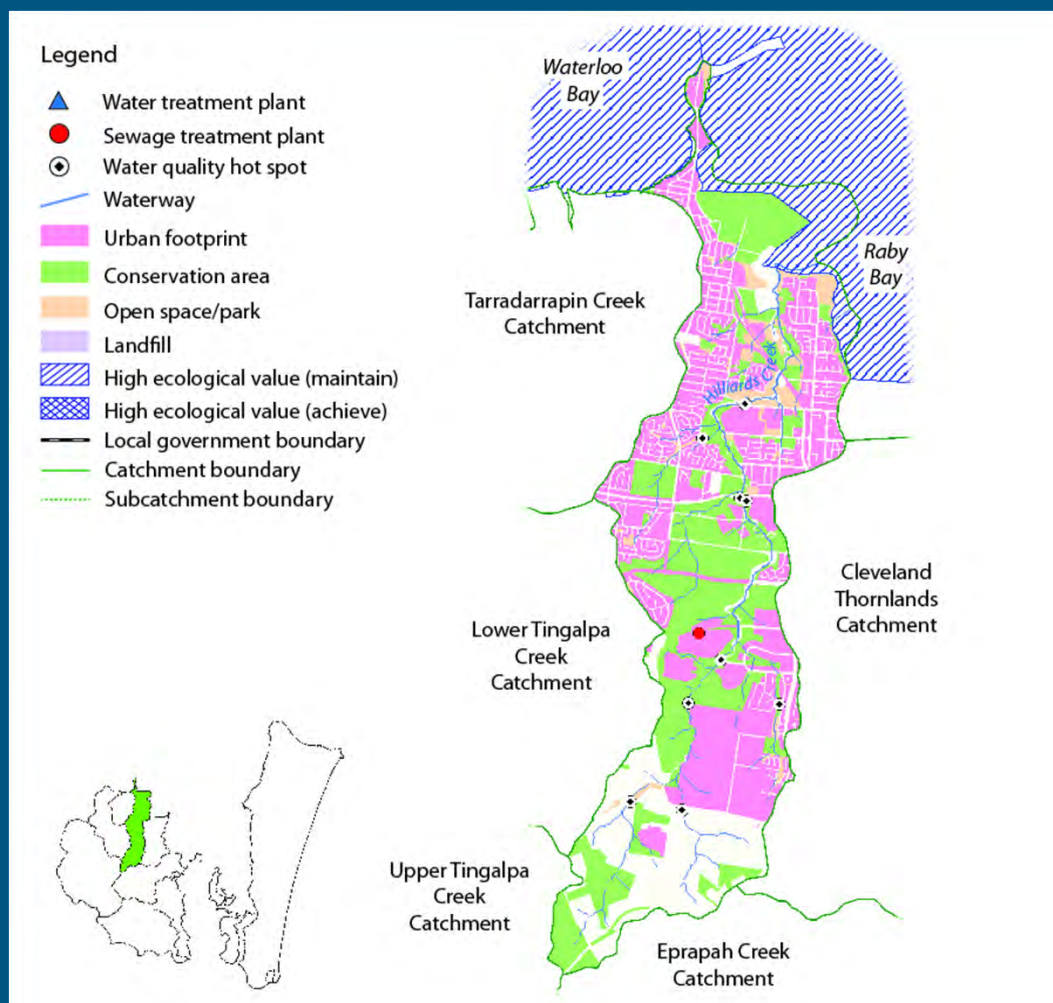 Legend
Water treatment plant
Sewage treatment plant
Water quality hot spot
Waterway
Urban footprint
Conservation area
Open space/park
Landfill
High ecological value (maintain)
High ecological value (achieve)
Local government boundary
Catchment boundary
Subcatchment boundary
Waterloo
Bay
Raby
Bay
Tarradarrapin Creek
Catchment
Hilliards Creek
Cleveland
Thornlands
Catchment
Lower Tingalpa
Creek
Catchment
Upper Tingalpa
Creek
Catchment
Eprapah Creek
Catchment